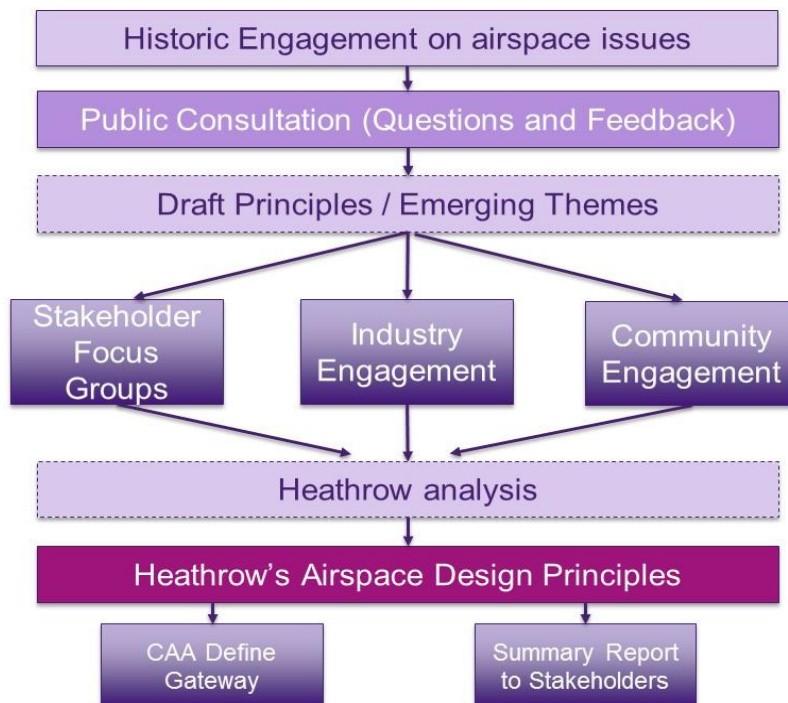 Historic Engagement on airspace issues
Public Consultation (Questions and Feedback)
Draft Principles / Emerging Themes
Stakeholder
Focus
Groups
Industry
Engagement
Community
Engagement
Heathrow analysis
Heathrow’s Airspace Design Principles
CAA Define
Gateway
Summary Report
to Stakeholders